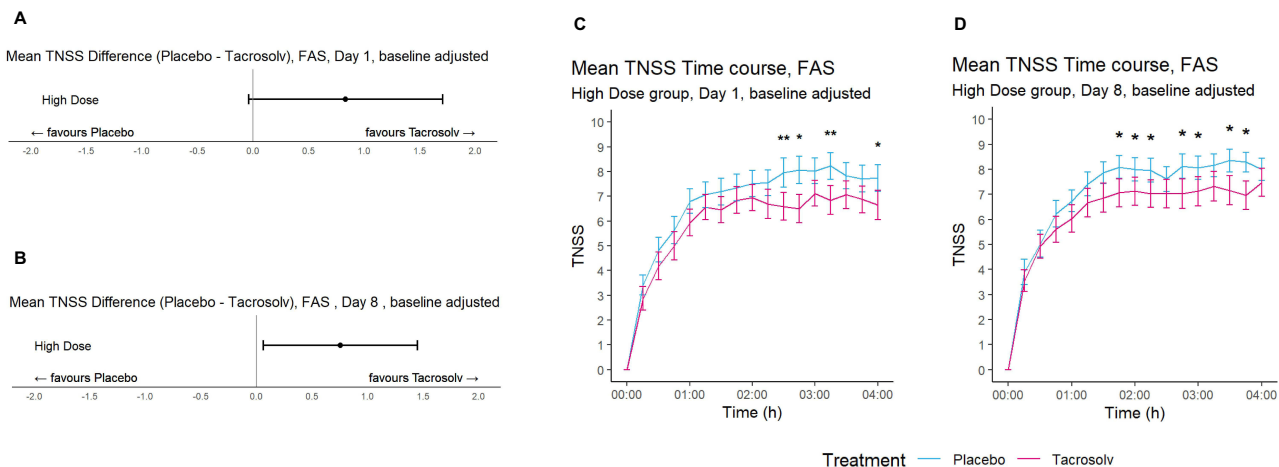 A
Mean TNSS Difference (Placebo - Tacrosolv), FAS, Day 1, baseline adjusted
High Dose
← favours Placebo
favours Tacrosolv →
-2.0 -1.5 -1.0 -0.5 0.0 0.5 1.0 1.5 2.0
B
Mean TNSS Difference (Placebo - Tacrosolv), FAS , Day 8 , baseline adjusted
High Dose
← favours Placebo
favours Tacrosolv →
-2.0 -1.5 -1.0 -0.5 0.0 0.5 1.0 1.5 2.0
C
Mean TNSS Time course, FAS
High Dose group, Day 1, baseline adjusted
10
9
8
7
6
5
4
3
2
1
0
TNSS
** * ** *
00:00 01:00 02:00 03:00 04:00
Time (h)
D
Mean TNSS Time course, FAS
High Dose group, Day 8, baseline adjusted
10
9
8
7
6
5
4
3
2
1
0
TNSS
* * * * * * *
00:00 01:00 02:00 03:00 04:00
Time (h)
Treatment Placebo Tacrosolv